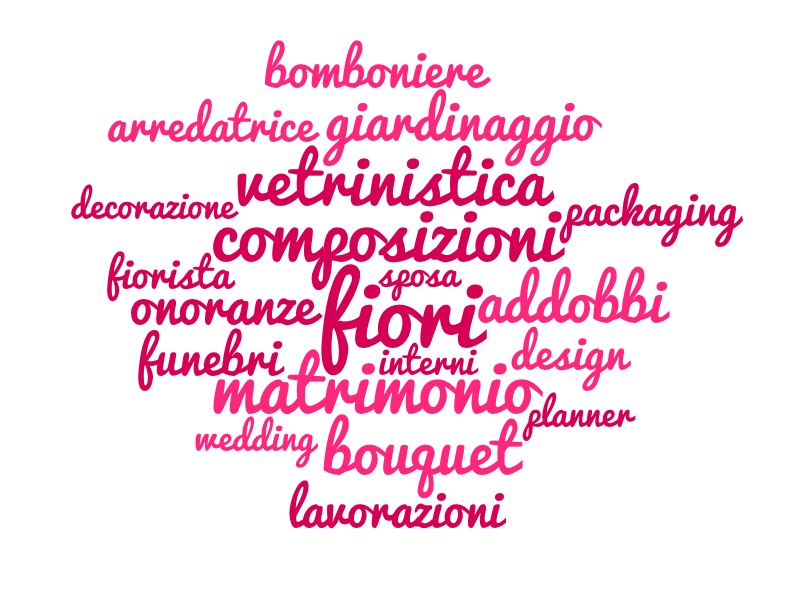 bomboniere
arredatrice giardinaggio
vetrinistica
decorazione packaging
composizioni
fiorista sposa
onoranze fiori addobbi
funebri interni design
matrimonio
planner
wedding bouquet
lavorazioni